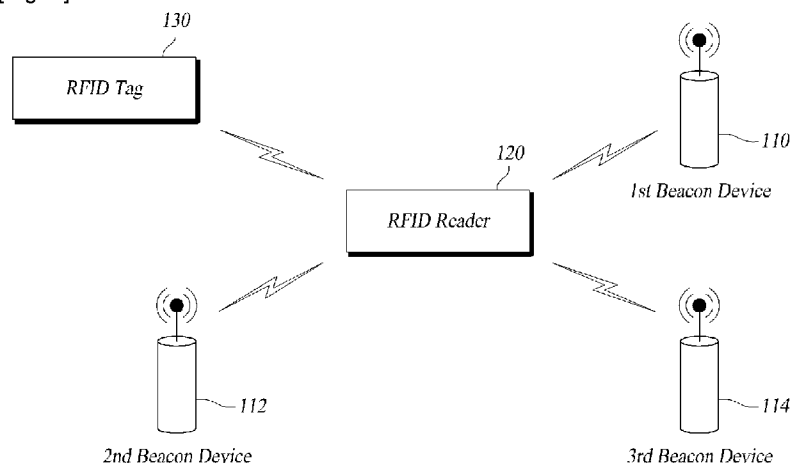 130
RFID Tag
110
1st Beacon Device
120
RFID Reader
112
2nd Beacon Device
114
3rd Beacon Device